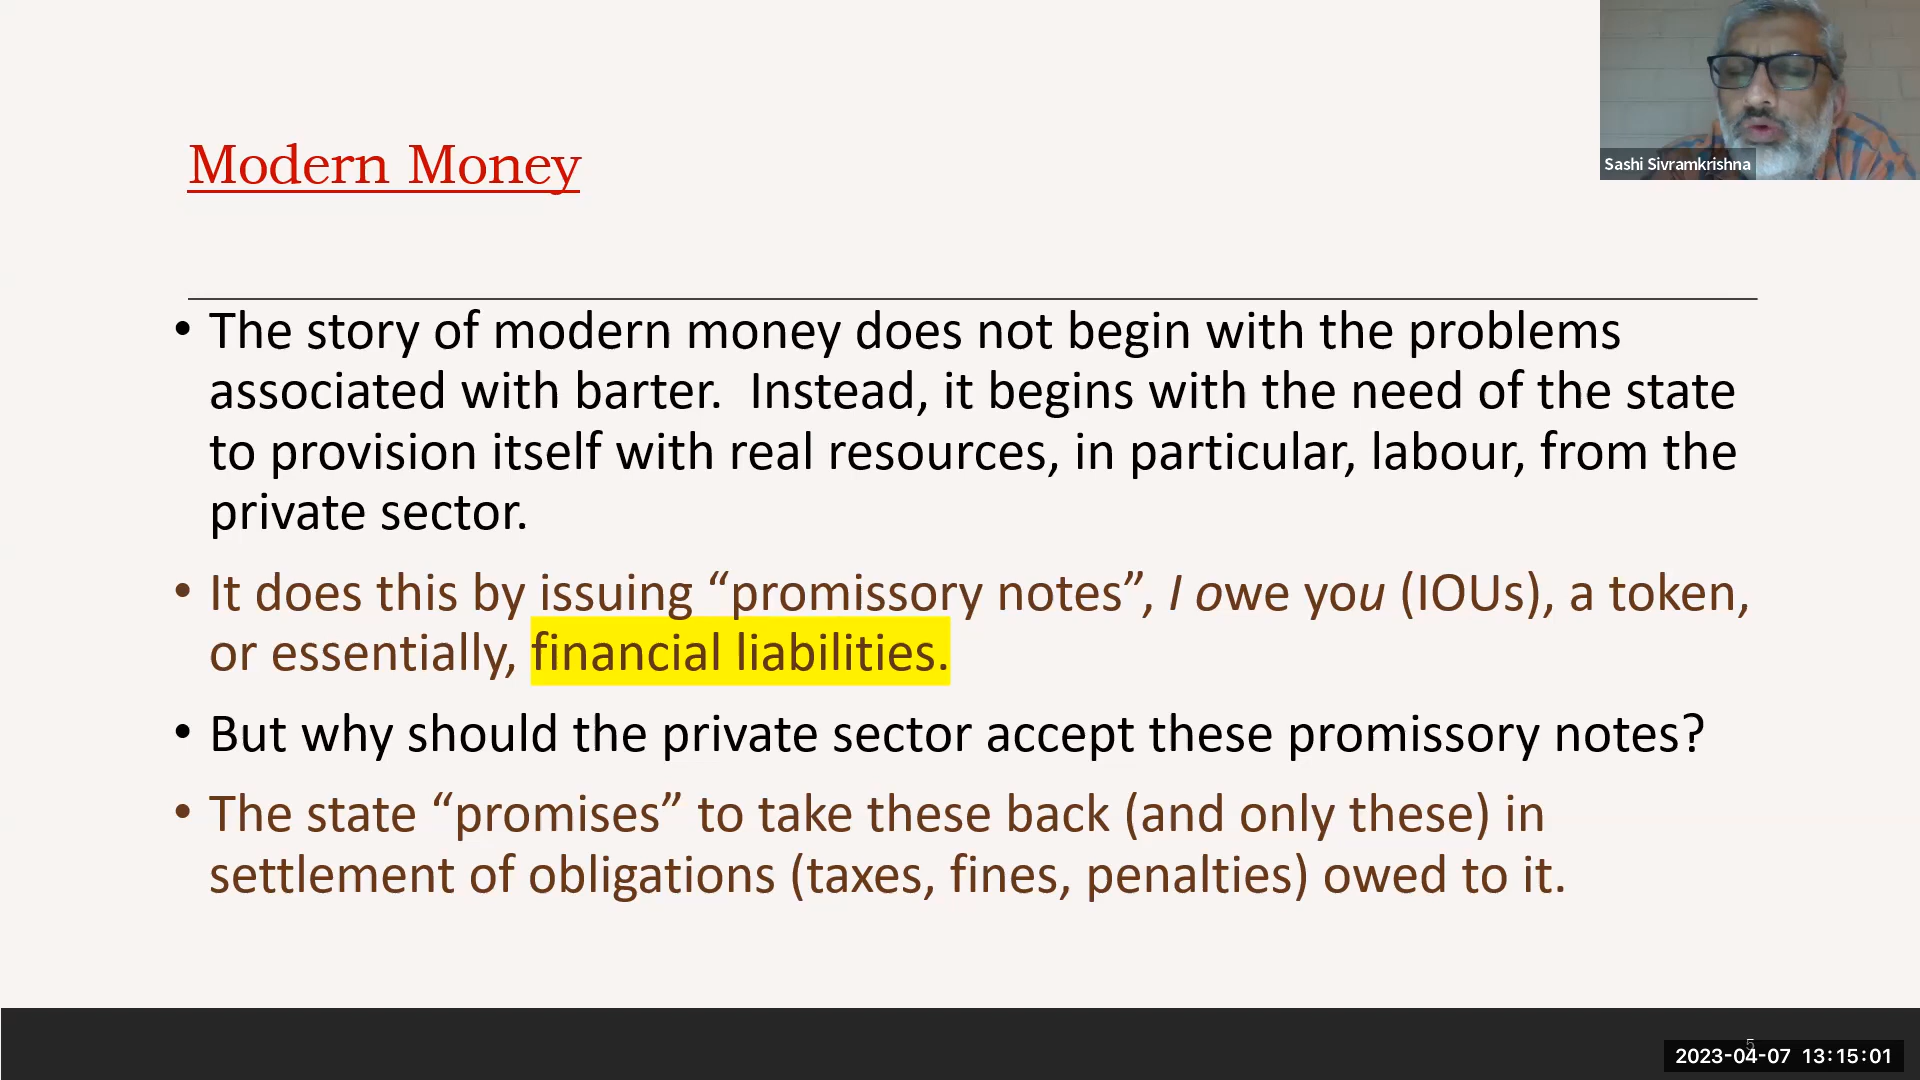 Modern Money
Sashi Sivramkrishna
• The story of modern money does not begin with the problems
associated with barter.  Instead, it begins with the need of the state
to provision itself with real resources, in particular, labour, from the
private sector.
• It does this by issuing “promissory notes”, I owe you (IOUs), a token,
or essentially, financial liabilities.
• But why should the private sector accept these promissory notes?
• The state “promises” to take these back (and only these) in
settlement of obligations (taxes, fines, penalties) owed to it.
5
2023-04-07 13:15:01